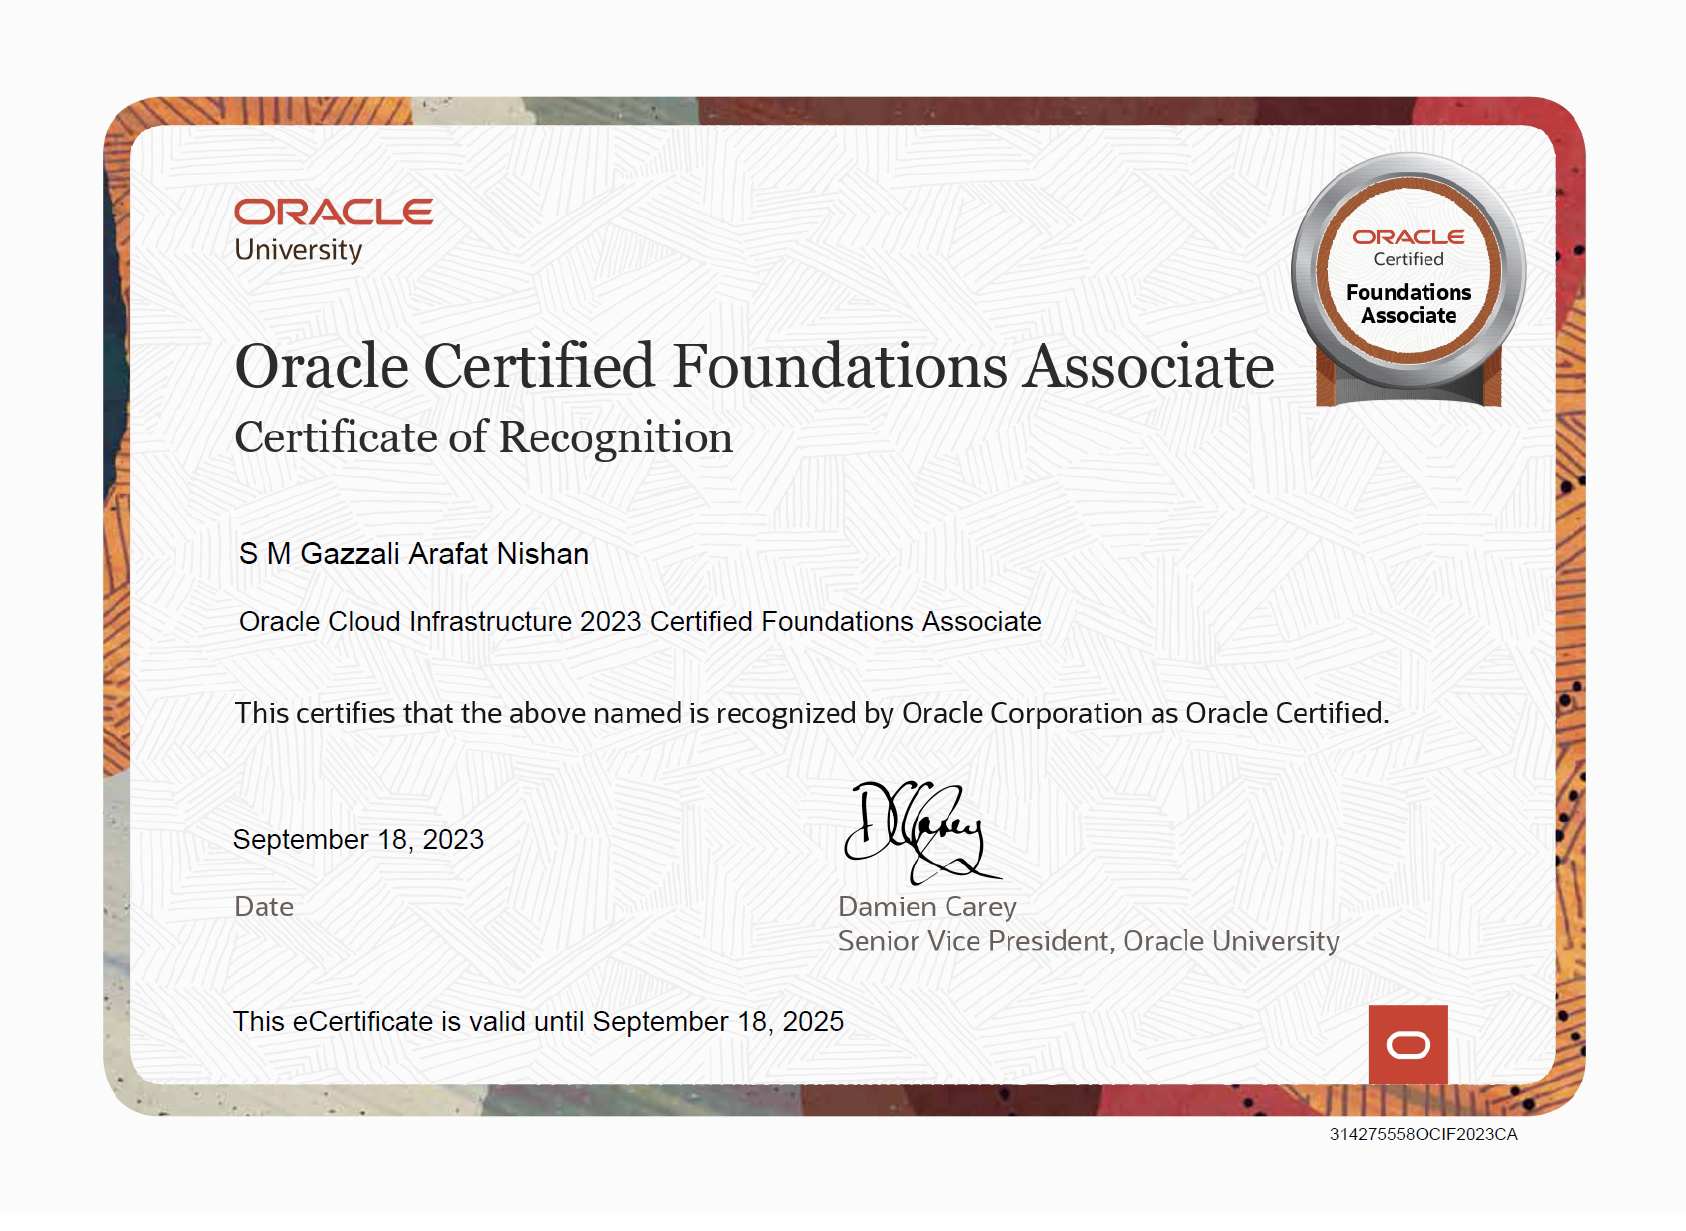 ORACLE
University
ORACLE
Certified
Foundations
Associate
Oracle Certified Foundations Associate
Certificate of Recognition
S M Gazzali Arafat Nishan
Oracle Cloud Infrastructure 2023 Certified Foundations Associate
This certifies that the above named is recognized by Oracle Corporation as Oracle Certified.
DCarey
September 18, 2023
Date
Damien Carey
Senior Vice President, Oracle University
This eCertificate is valid until September 18, 2025
314275558OCIF2023CA